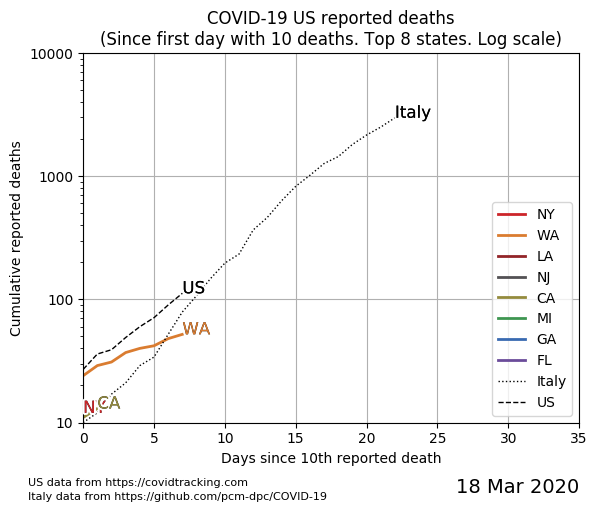 COVID-19 US reported deaths
(Since first day with 10 deaths. Top 8 states. Log scale)
Cumulative reported deaths
10000
1000
100
10
Italy
US
WA
CA
NY
WA
LA
NJ
CA
MI
GA
FL
Italy
US
0 5 10 15 20 25 30 35
Days since 10th reported death
US data from https://covidtracking.com
Italy data from https://github.com/pcm-dpc/COVID-19
18 Mar 2020